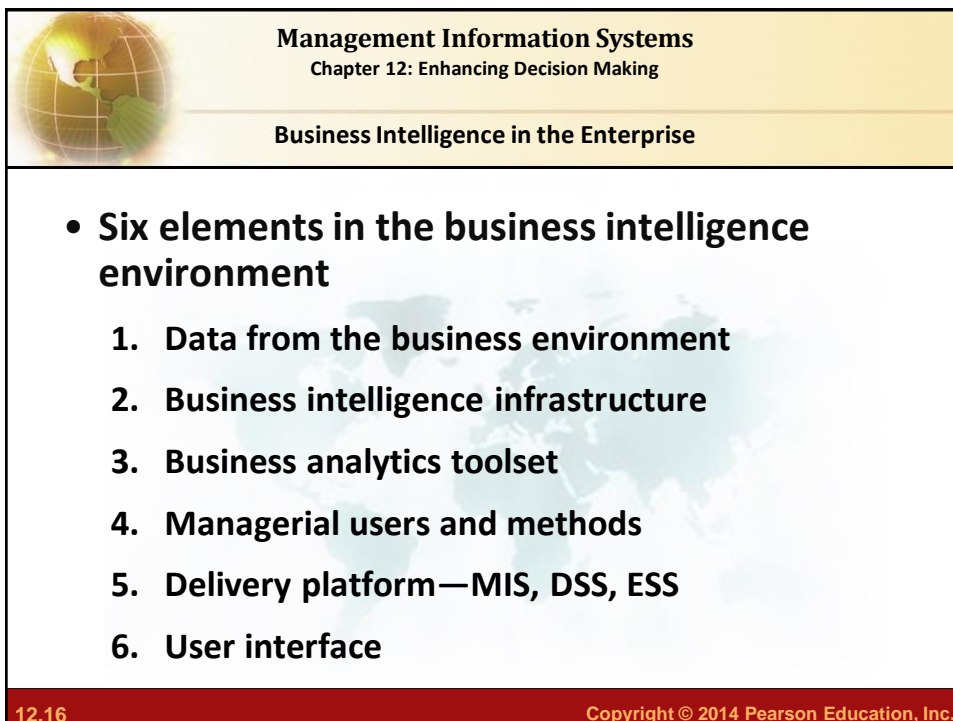 Management Information Systems
Chapter 12: Enhancing Decision Making
Business Intelligence in the Enterprise
• Six elements in the business intelligence
environment
1. Data from the business environment
2. Business intelligence infrastructure
3. Business analytics toolset
4. Managerial users and methods
5. Delivery platform—MIS, DSS, ESS
6. User interface
12.16 Copyright © 2014 Pearson Education, Inc.